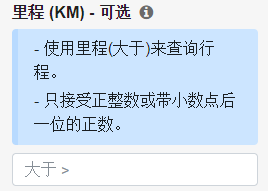 里程 (KM) - 可选
- 使用里程(大于)来查询行
程。
- 只接受正整数或带小数点后
一位的正数。
大于 >